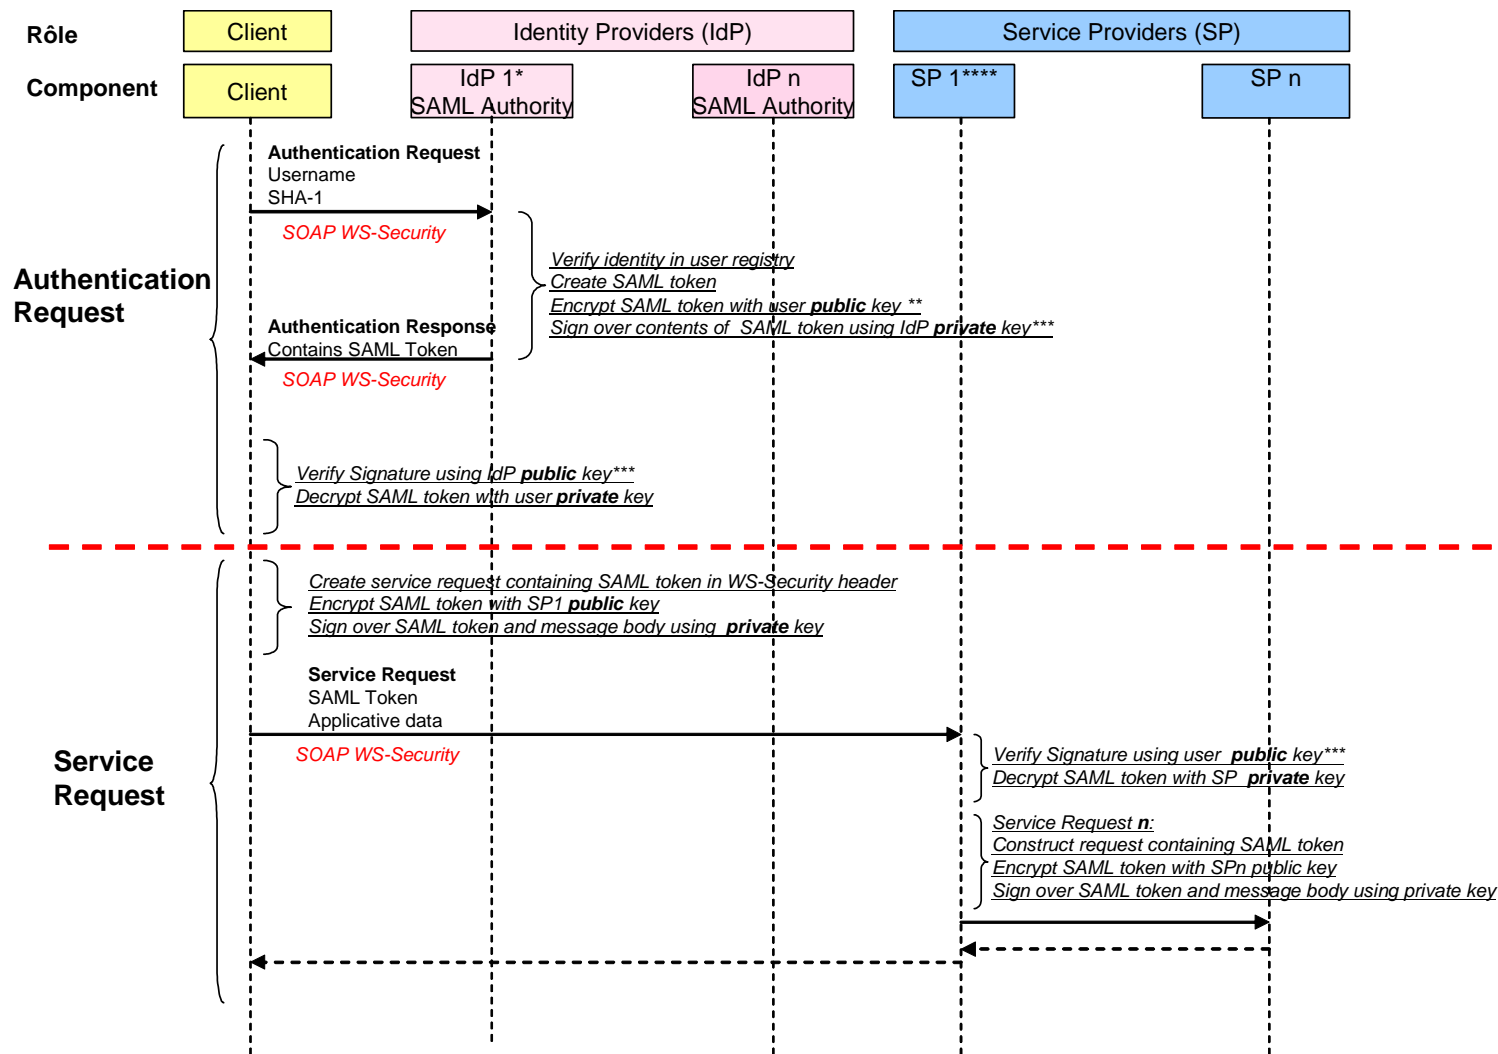 Rôle
Client
Identity Providers (IdP)
Service Providers (SP)
Component
Client
IdP 1*
SAML Authority
IdP n
SAML Authority
SP 1****
SP n
Authentication Request
Username
SHA-1
SOAP WS-Security
Verify identity in user registry
Create SAML token
Encrypt SAML token with user public key **
Sign over contents of SAML token using IdP private key***
Authentication
Request
Authentication Response
Contains SAML Token
SOAP WS-Security
Verify Signature using IdP public key***
Decrypt SAML token with user private key
Create service request containing SAML token in WS-Security header
Encrypt SAML token with SP1 public key
Sign over SAML token and message body using private key
Service Request
SAML Token
Applicative data
SOAP WS-Security
Service
Request
Verify Signature using user public key***
Decrypt SAML token with SP private key
Service Request n:
Construct request containing SAML token
Encrypt SAML token with SPn public key
Sign over SAML token and message body using private key